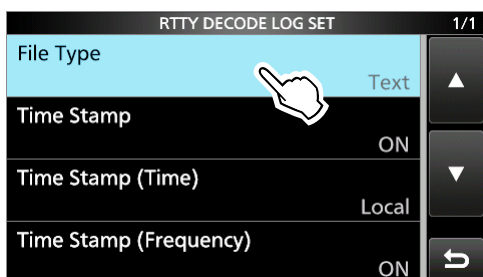 RTTY DECODE LOG SET 1/1
File Type
Text
Time Stamp
ON
Time Stamp (Time)
Local
Time Stamp (Frequency)
ON